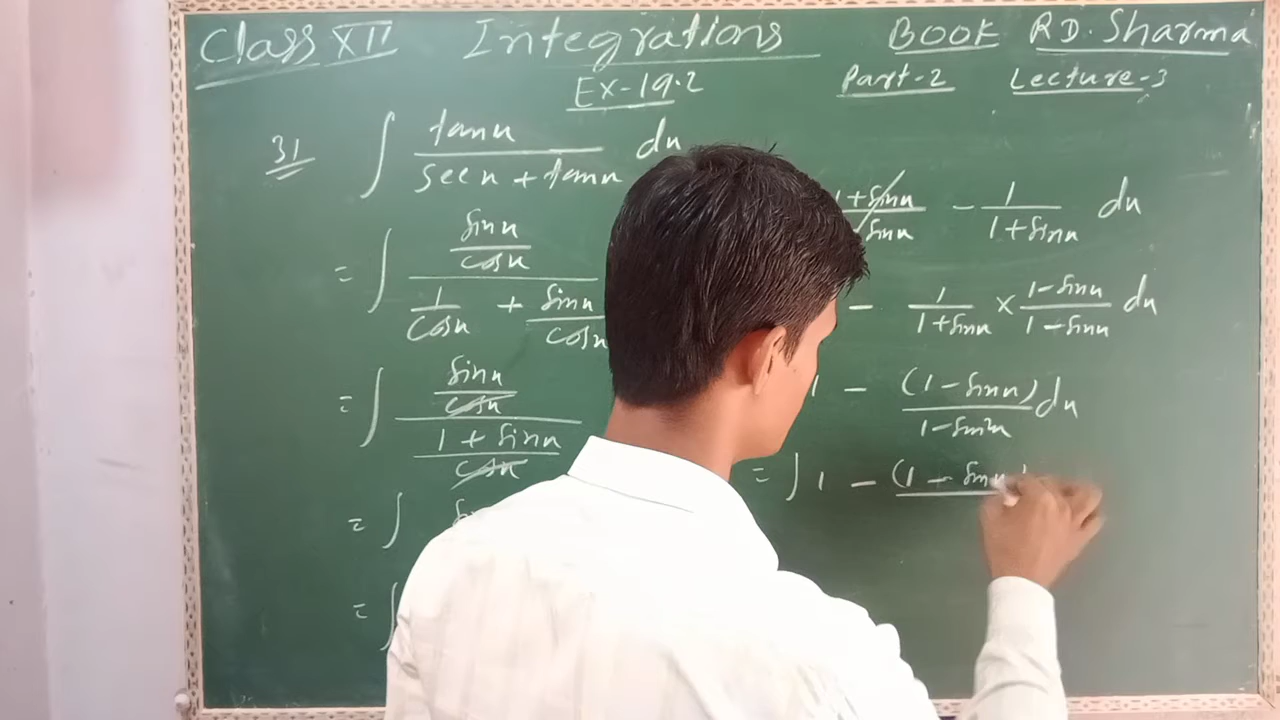 Class XII Integrations Book RD. Sharma
Ex-19.2 Part-2 Lecture-3
31 ∫ tanx / (secx + tanx) dx
= ∫ (sinx / cosx) / (1/cosx + sinx/cosx)
= ∫ (sinx / cosx) / ((1 + sinx) / cosx)
= ∫
= ∫
1+sinx / sinx − 1/(1+sinx) dx
− 1/(1+sinx) × (1−sinx)/(1−sinx) dx
1 − (1−sinx)/(1−sin²x) dx
= ∫ 1 − (1 − sinx)